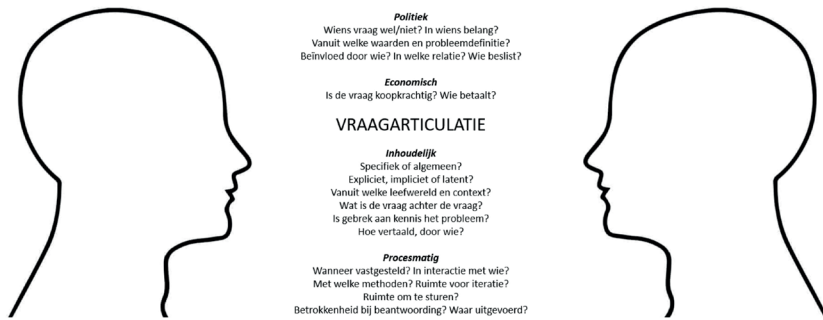 Politiek
Wiens vraag wel/niet? In wiens belang?
Vanuit welke waarden en probleemdefinitie?
Beïnvloed door wie? In welke relatie? Wie beslist?
Economisch
Is de vraag koopkrachtig? Wie betaalt?
VRAAGARTICULATIE
Inhoudelijk
Specifiek of algemeen?
Expliciet, impliciet of latent?
Vanuit welke leefwereld en context?
Wat is de vraag achter de vraag?
Is gebrek aan kennis het probleem?
Hoe vertaald, door wie?
Procesmatig
Wanneer vastgesteld? In interactie met wie?
Met welke methoden? Ruimte voor iteratie?
Ruimte om te sturen?
Betrokkenheid bij beantwoording? Waar uitgevoerd?